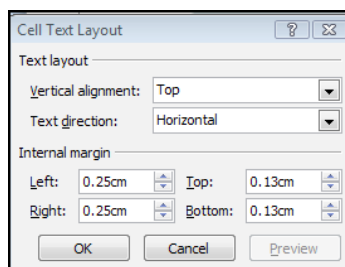 Cell Text Layout
Text layout
Vertical alignment: Top
Text direction: Horizontal
Internal margin
Left: 0.25cm Top: 0.13cm
Right: 0.25cm Bottom: 0.13cm
OK Cancel Preview